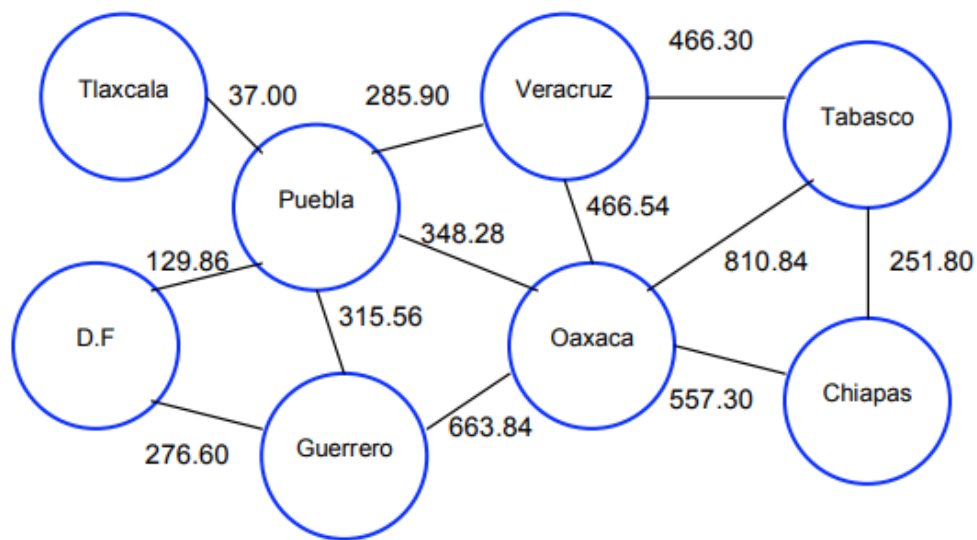 466.30
Tlaxcala
Veracruz
37.00
285.90
Tabasco
Puebla
466.54
348.28
129.86
810.84
251.80
315.56
D.F
Oaxaca
Chiapas
557.30
663.84
276.60
Guerrero